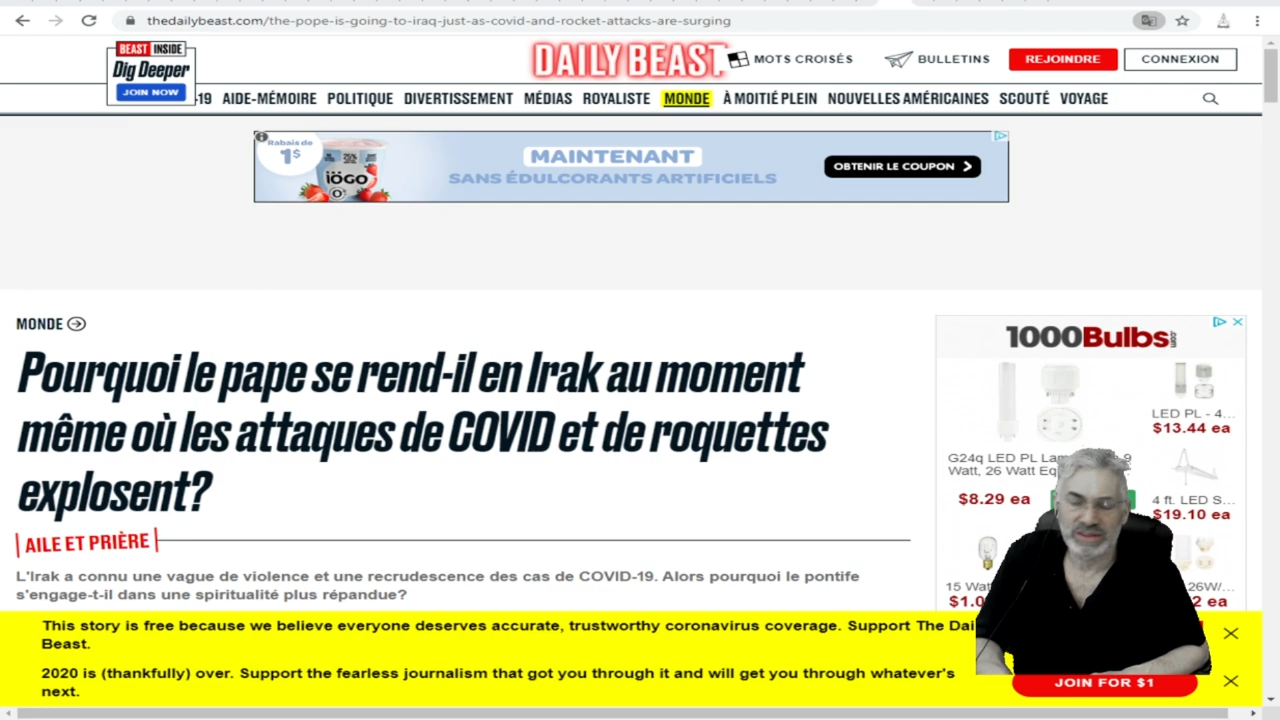 thedailybeast.com/the-pope-is-going-to-iraq-just-as-covid-and-rocket-attacks-are-surging
BEAST INSIDE
Dig Deeper
JOIN NOW
DAILY BEAST
MOTS CROISÉS
BULLETINS
REJOINDRE
CONNEXION
-19 AIDE-MÉMOIRE POLITIQUE DIVERTISSEMENT MÉDIAS ROYALISTE MONDE À MOITIÉ PLEIN NOUVELLES AMÉRICAINES SCOUTÉ VOYAGE
Rabais de
1$
iÖGO
0%
MAINTENANT
SANS ÉDULCORANTS ARTIFICIELS
OBTENIR LE COUPON
MONDE
Pourquoi le pape se rend-il en Irak au moment
même où les attaques de COVID et de roquettes
explosent?
AILE ET PRIÈRE
L'Irak a connu une vague de violence et une recrudescence des cas de COVID-19. Alors pourquoi le pontife
s'engage-t-il dans une spiritualité plus répandue?
1000Bulbs.com
LED PL - 4...
$13.44 ea
G24q LED PL
Watt, 26 Watt
$8.29 ea
4 ft. LED S...
$19.10 ea
15
26W/...
ea
This story is free because we believe everyone deserves accurate, trustworthy coronavirus coverage. Support The
Beast.
2020 is (thankfully) over. Support the fearless journalism that got you through it and will get you through whatever's
next.
JOIN FOR $1